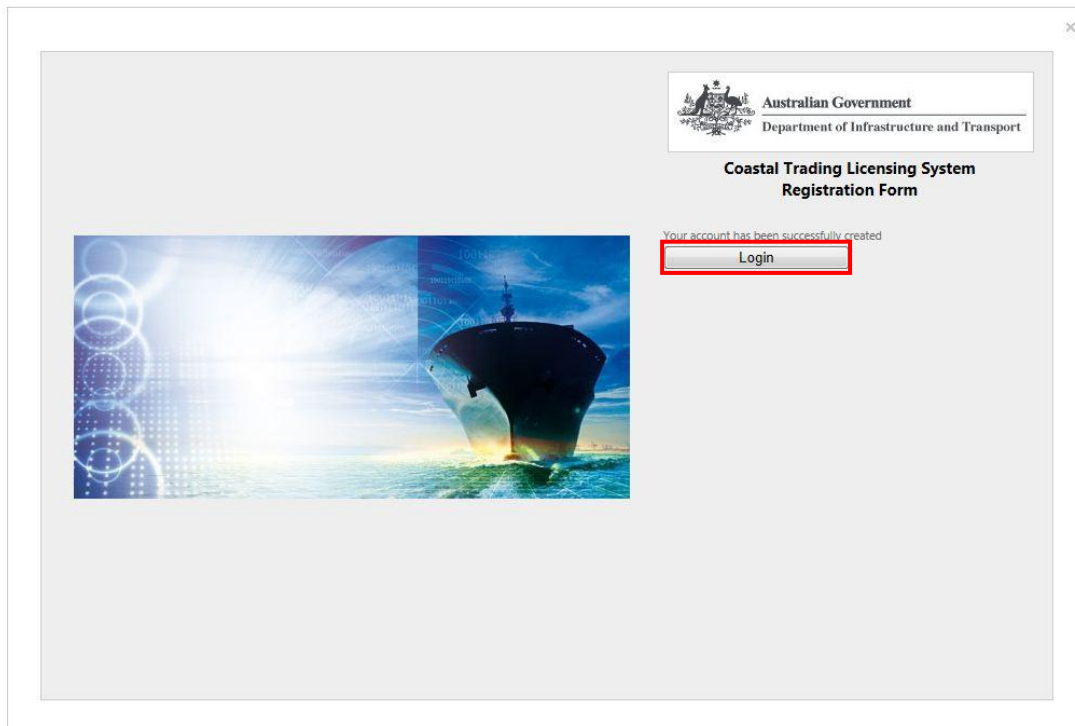 Australian Government
Department of Infrastructure and Transport
Coastal Trading Licensing System
Registration Form
Your account has been successfully created
Login